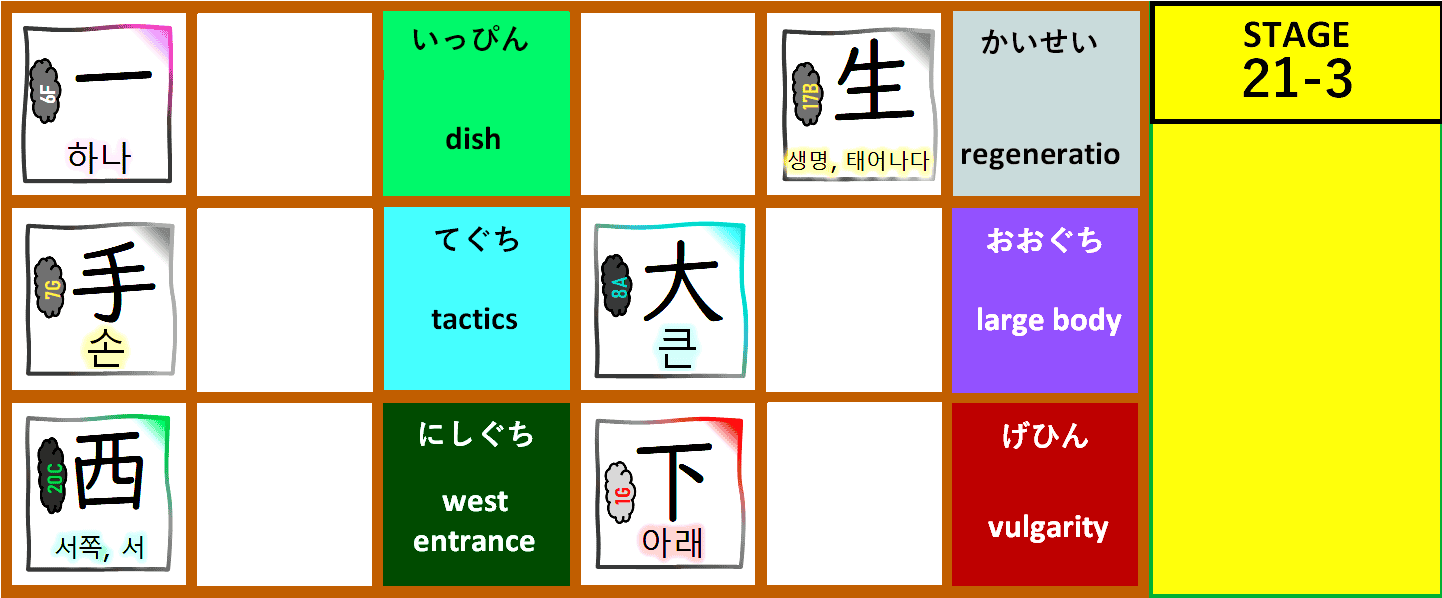 6F
一
하나
いっぴん
dish
17B
生
생명, 태어나다
かいせい
regeneratio
STAGE
21-3
7G
手
손
てぐち
tactics
8A
大
큰
おおぐち
large body
20C
西
서쪽, 서
にしぐち
west
entrance
1G
下
아래
げひん
vulgarity